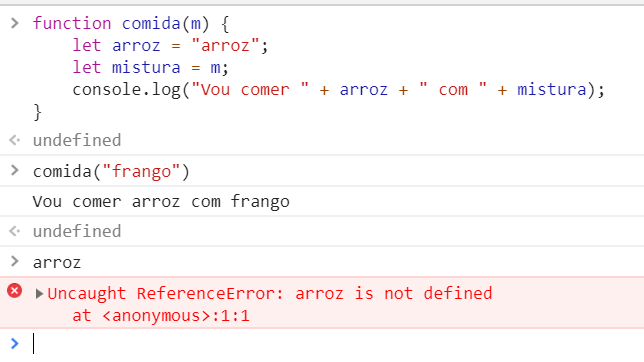 function comida(m) {
let arroz = "arroz";
let mistura = m;
console.log("Vou comer " + arroz + " com " + mistura);
}
undefined
comida("frango")
Vou comer arroz com frango
undefined
arroz
Uncaught ReferenceError: arroz is not defined
at <anonymous>:1:1